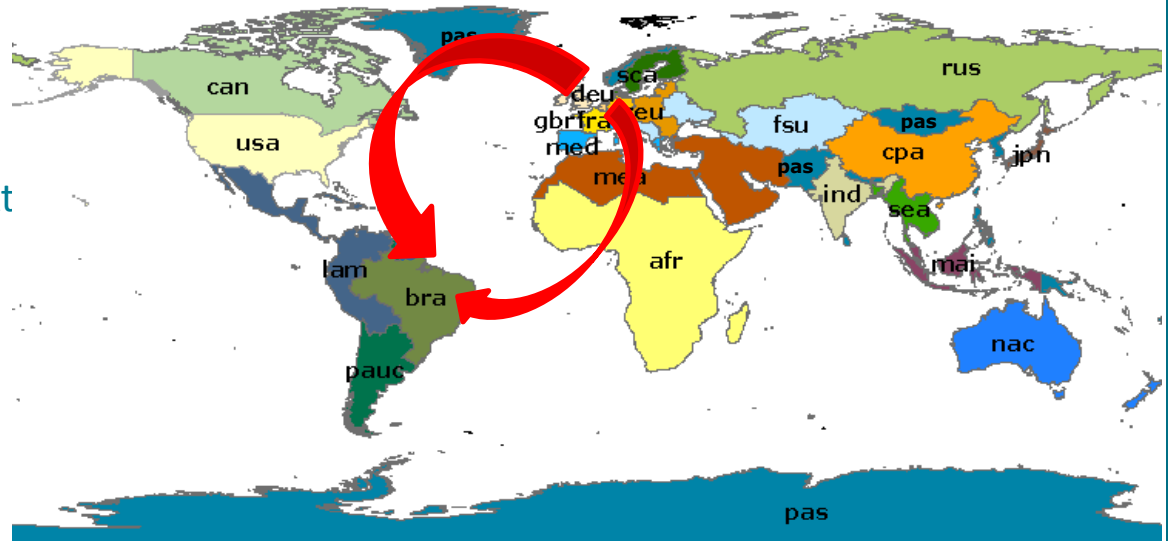 pas
can
sca
rus
deu
reu
gbr
fra
fsu
pas
usa
med
cpa
jpn
t
mea
pas
ind
sea
lam
afr
mai
bra
nac
pauc
pas